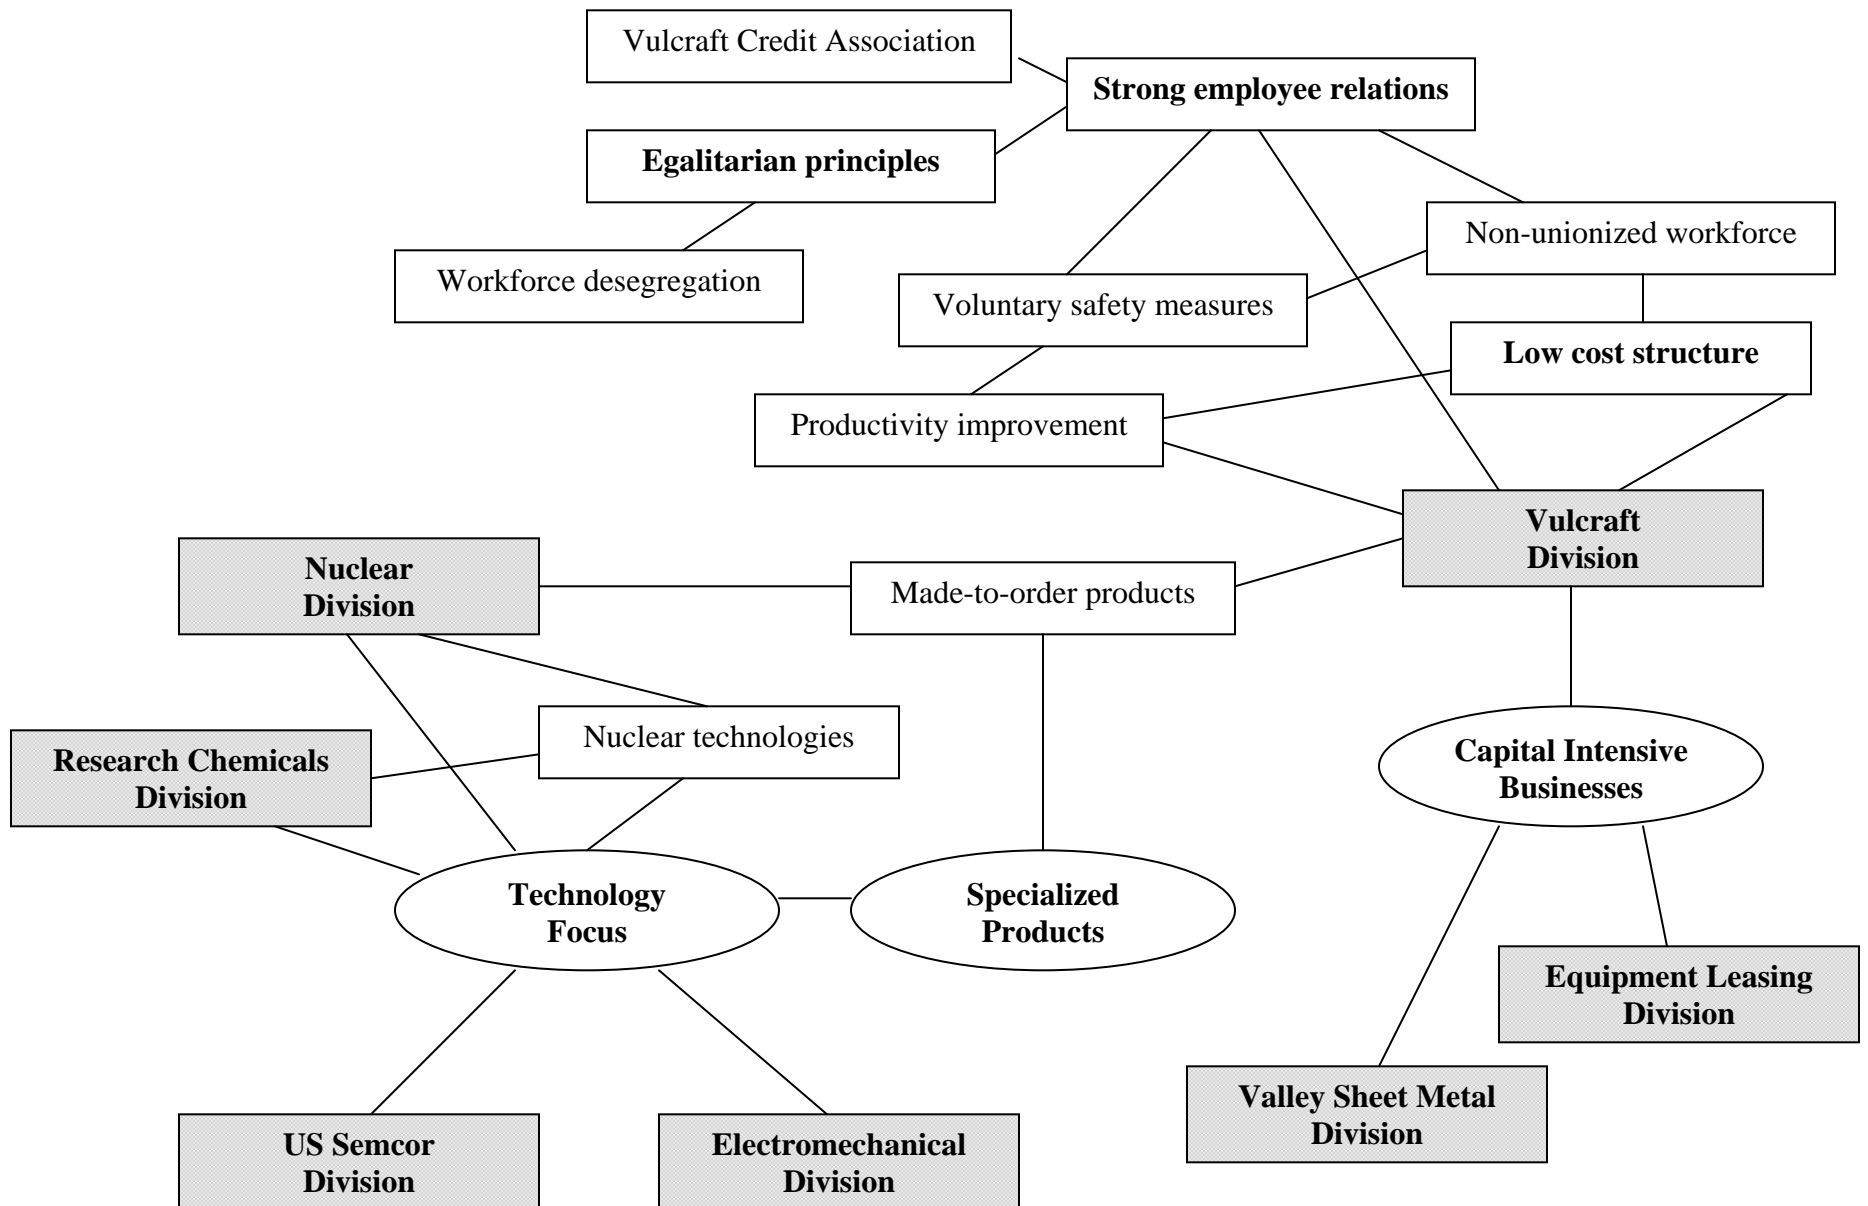 Vulcraft Credit Association
Strong employee relations
Egalitarian principles
Non-unionized workforce
Workforce desegregation
Voluntary safety measures
Low cost structure
Productivity improvement
Vulcraft
Division
Nuclear
Division
Made-to-order products
Nuclear technologies
Research Chemicals
Division
Capital Intensive
Businesses
Technology
Focus
Specialized
Products
Equipment Leasing
Division
Valley Sheet Metal
Division
US Semcor
Division
Electromechanical
Division